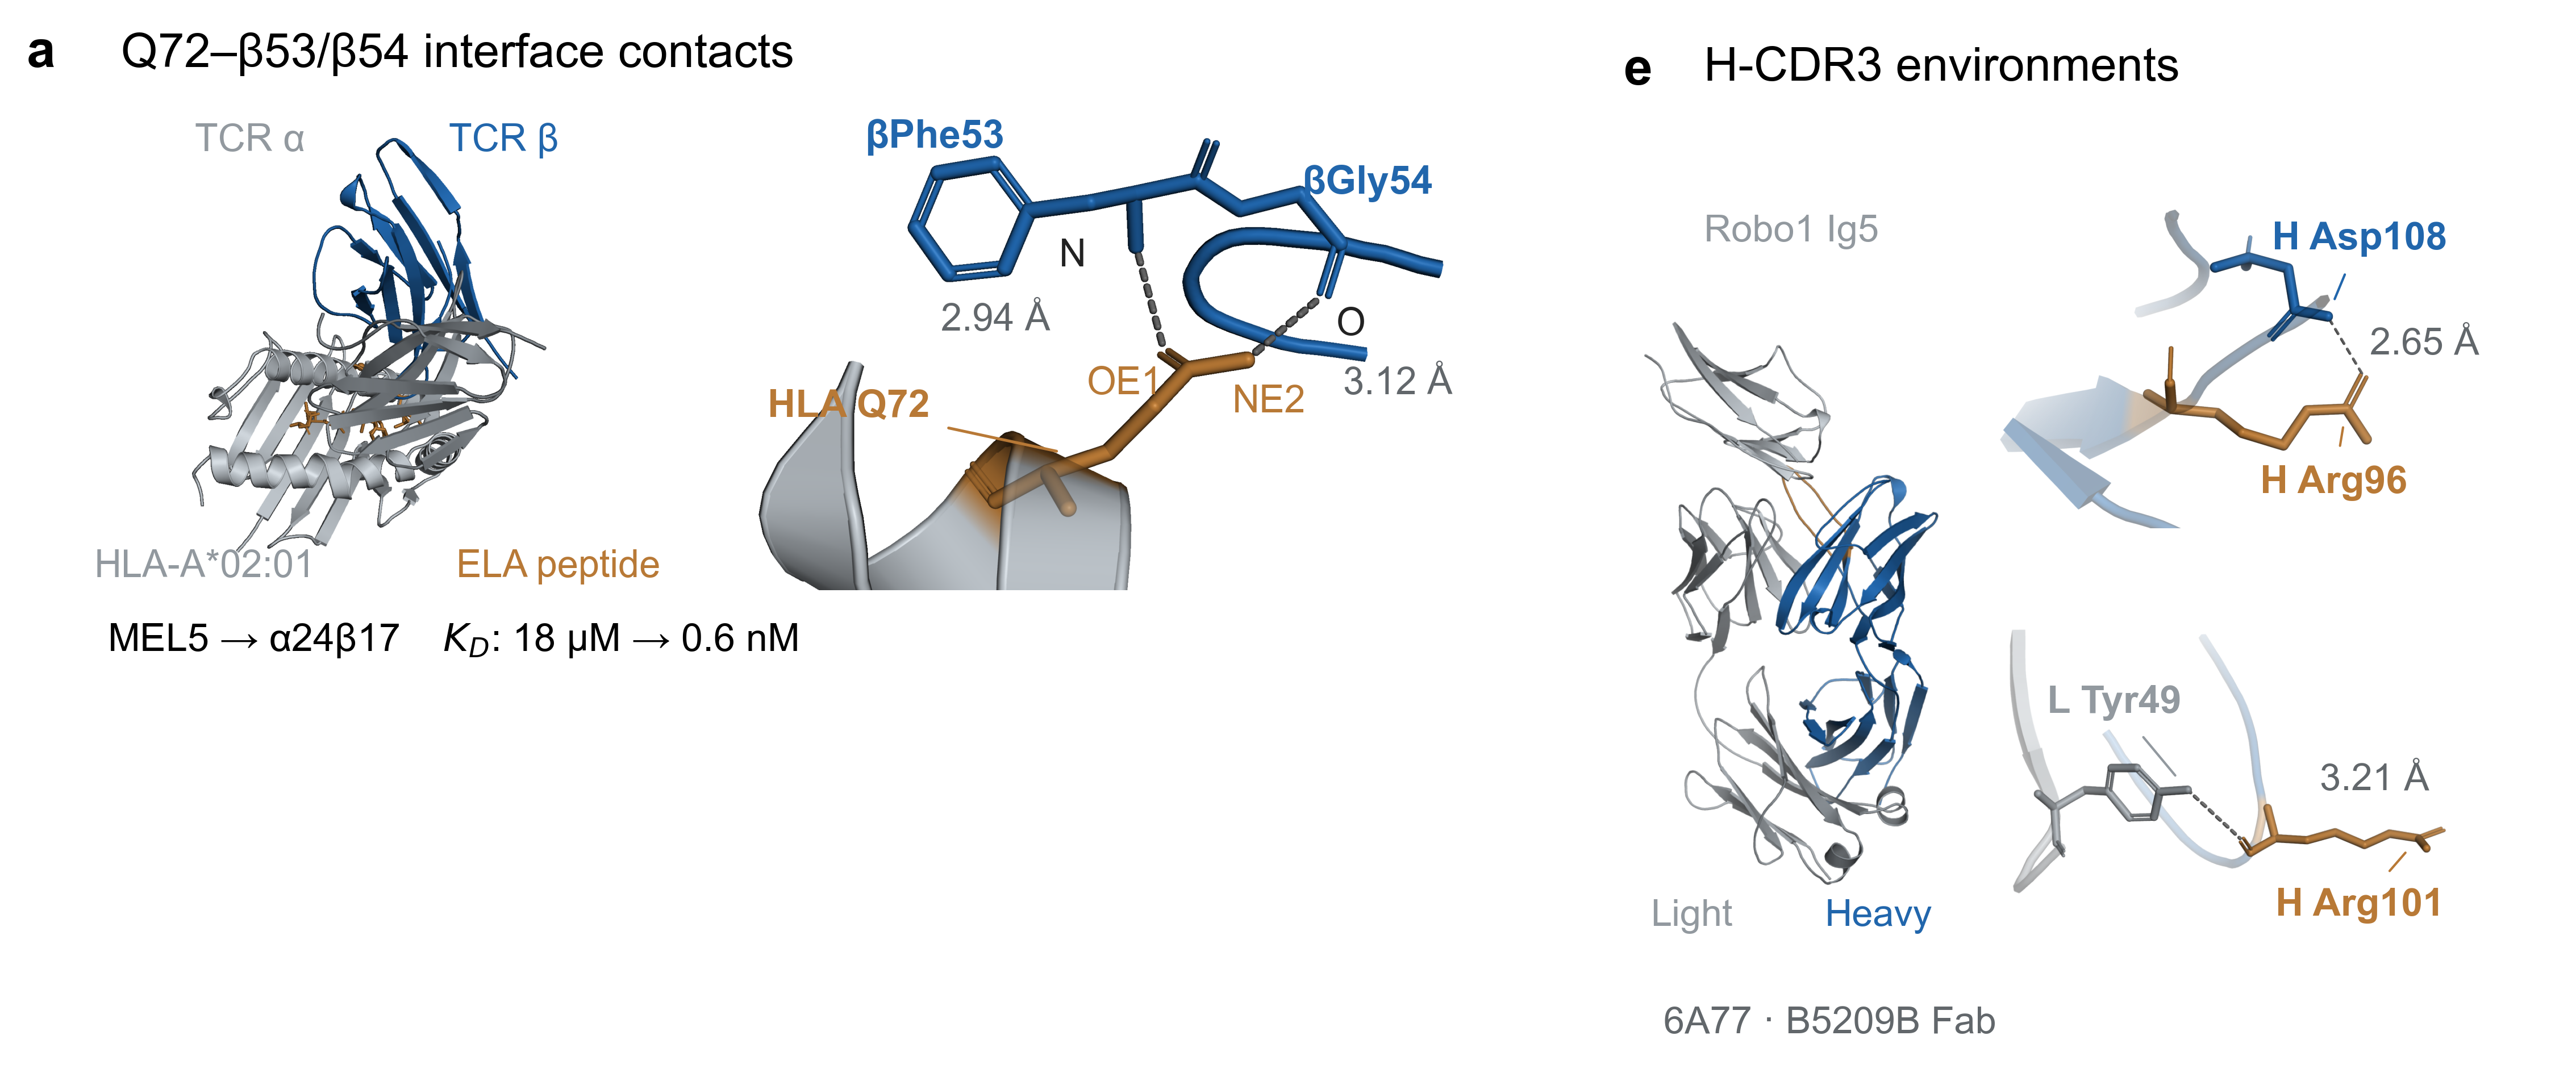 a Q72–β53/β54 interface contacts
TCR α
TCR β
HLA-A*02:01
ELA peptide
MEL5 → α24β17 K_D: 18 μM → 0.6 nM
βPhe53
βGly54
N
2.94 Å
O
OE1
NE2
3.12 Å
HLA Q72
e H-CDR3 environments
Robo1 Ig5
Light
Heavy
6A77 · B5209B Fab
H Asp108
2.65 Å
H Arg96
L Tyr49
3.21 Å
H Arg101